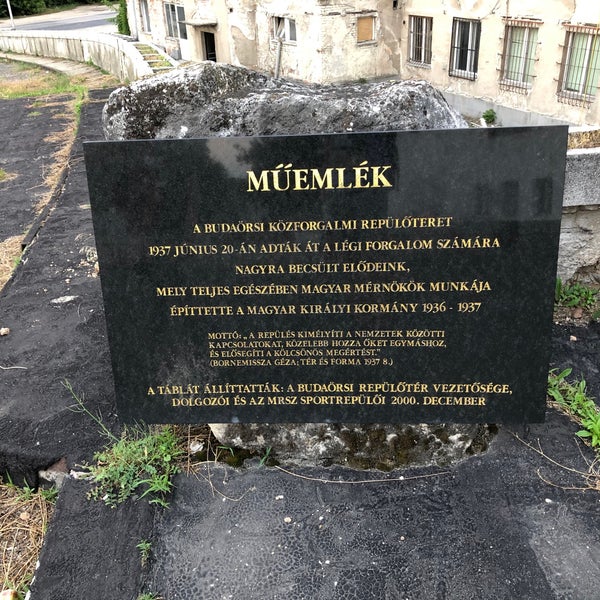 MŰEMLÉK
A BUDAÖRSI KÖZFORGALMI REPÜLŐTERET
1937 JÚNIUS 20-ÁN ADTÁK ÁT A LÉGI FORGALOM SZÁMÁRA
NAGYRA BECSÜLT ELŐDEINK,
MELY TELJES EGÉSZÉBEN MAGYAR MÉRNÖKÖK MUNKÁJA
ÉPÍTTETTE A MAGYAR KIRÁLYI KORMÁNY 1936 - 1937
MOTTÓ: „A REPÜLÉS KIMÉLYÍTI A NEMZETEK KÖZÖTTI
KAPCSOLATOKAT, KÖZELEBB HOZZA ŐKET EGYMÁSHOZ,
ÉS ELŐSEGÍTI A KÖLCSÖNÖS MEGÉRTÉST."
(BORNEMISSZA GÉZA; TÉR ÉS FORMA 1937 8.)
A TÁBLÁT ÁLLÍTTATTÁK: A BUDAÖRSI REPÜLŐTÉR VEZETŐSÉGE,
DOLGOZÓI ÉS AZ MRSZ SPORTREPÜLŐI 2000. DECEMBER